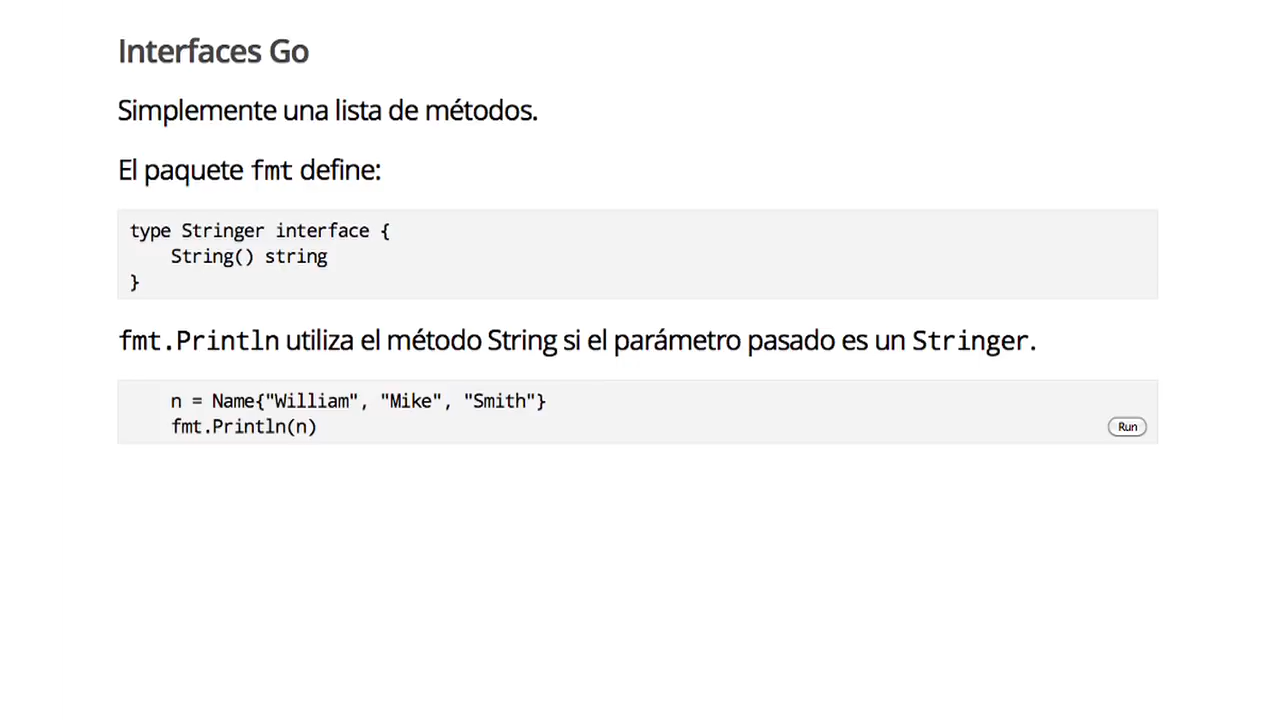 Interfaces Go
Simplemente una lista de métodos.
El paquete fmt define:
type Stringer interface {
    String() string
}
fmt.Println utiliza el método String si el parámetro pasado es un Stringer.
    n = Name{"William", "Mike", "Smith"}
    fmt.Println(n)
Run